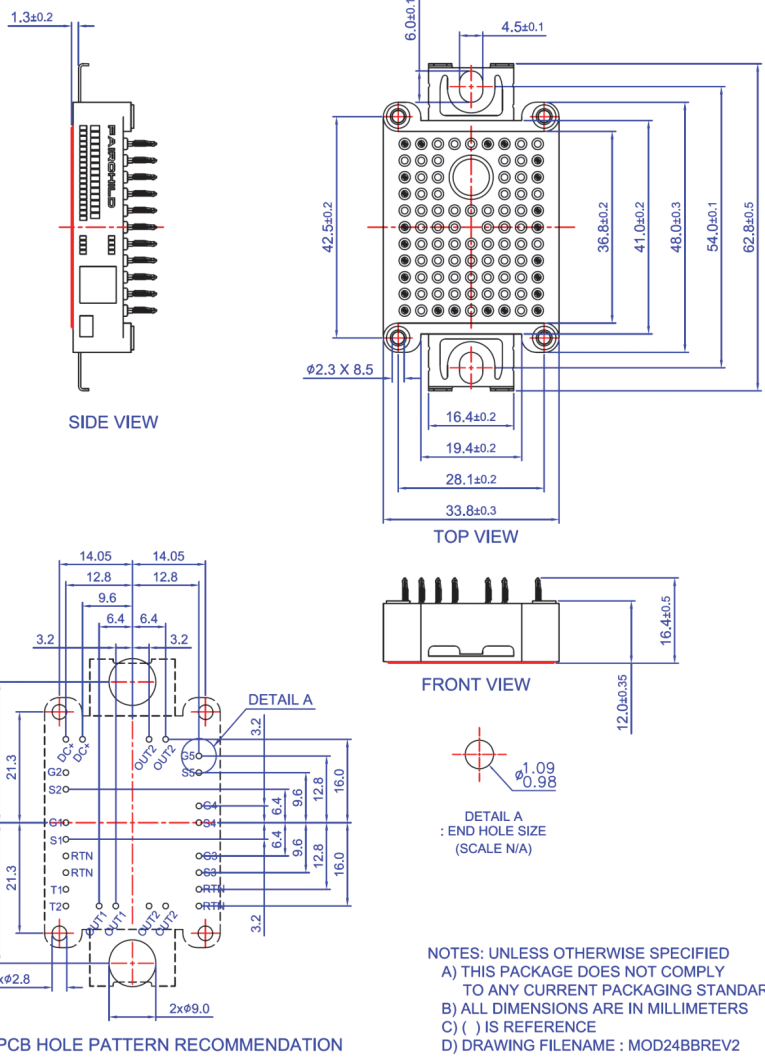 1.3±0.2
6.0±0.1
4.5±0.1
FAIRCHILD
42.5±0.2
36.8±0.2
41.0±0.2
48.0±0.3
54.0±0.1
62.8±0.5
Ø2.3 X 8.5
16.4±0.2
19.4±0.2
28.1±0.2
33.8±0.3
SIDE VIEW
TOP VIEW
14.05 14.05
12.8 12.8
9.6
6.4 6.4
3.2 3.2
16.4±0.5
12.0±0.35
FRONT VIEW
DETAIL A
DC+ DC+ OUT2 OUT2
G5
S5
G2
S2
G4
G1
S4
S1
RTN
G3
RTN
S3
T1
RTN
T2
RTN
OUT1 OUT1 OUT2 OUT2
21.3
21.3
3.2
6.4
9.6
12.8
16.0
6.4
9.6
12.8
16.0
3.2
Ø1.09
0.98
DETAIL A
: END HOLE SIZE
(SCALE N/A)
xØ2.8
2xØ9.0
PCB HOLE PATTERN RECOMMENDATION
NOTES: UNLESS OTHERWISE SPECIFIED
A) THIS PACKAGE DOES NOT COMPLY
TO ANY CURRENT PACKAGING STANDAR
B) ALL DIMENSIONS ARE IN MILLIMETERS
C) ( ) IS REFERENCE
D) DRAWING FILENAME : MOD24BBREV2